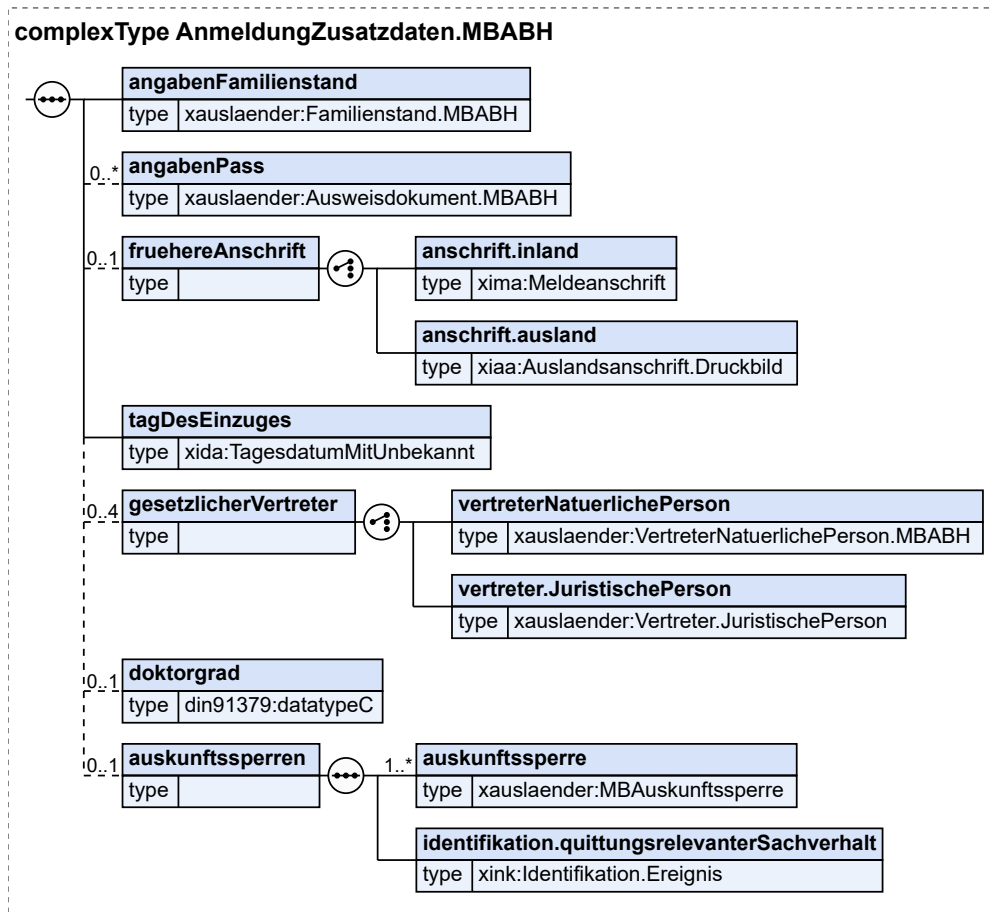 complexType AnmeldungZusatzdaten.MBABH
angabenFamilienstand
type xauslaender:Familienstand.MBABH
0..* angabenPass
type xauslaender:Ausweisdokument.MBABH
0..1 fruehereAnschrift
type
anschrift.inland
type xima:Meldeanschrift
anschrift.ausland
type xiaa:Auslandsanschrift.Druckbild
tagDesEinzuges
type xida:TagesdatumMitUnbekannt
0..4 gesetzlicherVertreter
type
vertreterNatuerlichePerson
type xauslaender:VertreterNatuerlichePerson.MBABH
vertreter.JuristischePerson
type xauslaender:Vertreter.JuristischePerson
0..1 doktorgrad
type din91379:datatypeC
0..1 auskunftssperren
type
1..* auskunftssperre
type xauslaender:MBAuskunftssperre
identifikation.quittungsrelevanterSachverhalt
type xink:Identifikation.Ereignis